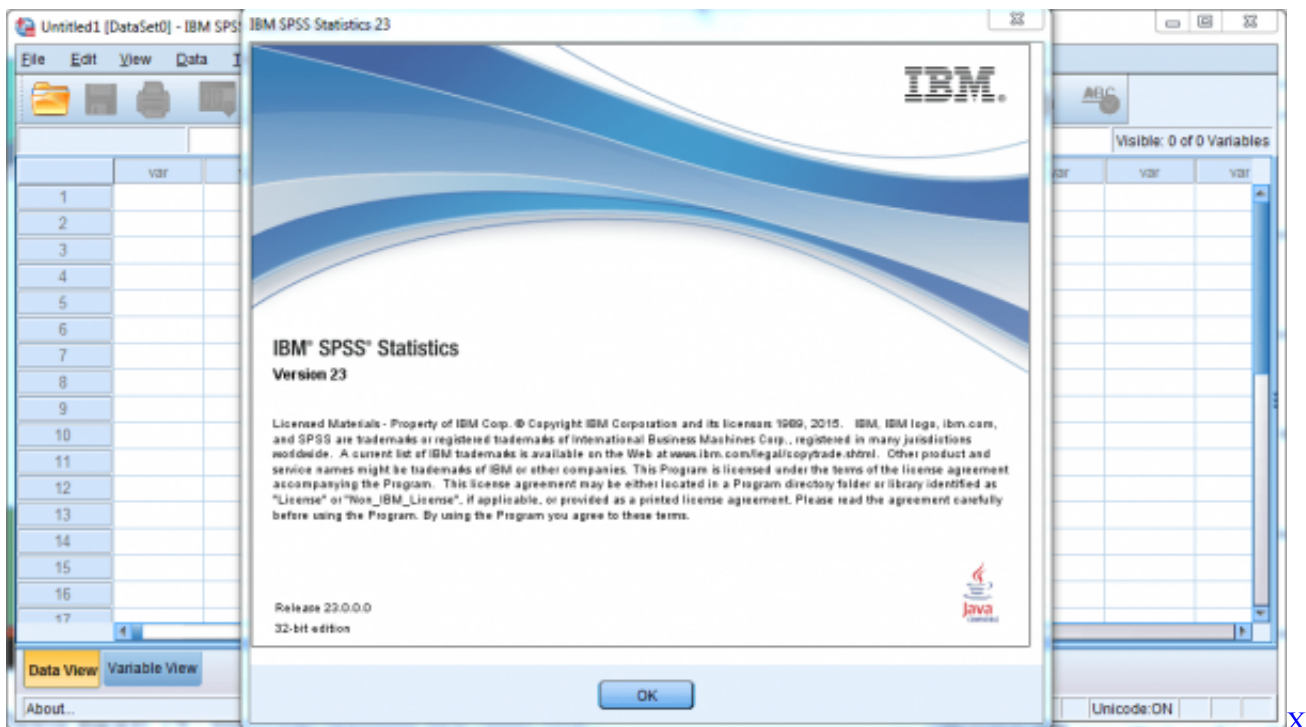 Untitled1 [DataSet0] - IBM SPS
IBM SPSS Statistics 23
File Edit View Data T
IBM.
ABC
Visible: 0 of 0 Variables
var
var
var
var
1
2
3
4
5
6
7
8
9
10
11
12
13
14
15
16
17
IBM® SPSS® Statistics
Version 23
Licensed Materials - Property of IBM Corp. © Copyright IBM Corporation and its licensors 1989, 2015. IBM, IBM logo, ibm.com,
and SPSS are trademarks or registered trademarks of International Business Machines Corp., registered in many jurisdictions
worldwide. A current list of IBM trademarks is available on the Web at www.ibm.com/legal/copytrade.shtml. Other product and
service names might be trademarks of IBM or other companies. This Program is licensed under the terms of the license agreement
accompanying the Program. This license agreement may be either located in a Program directory folder or library identified as
"License" or "Non_IBM_License", if applicable, or provided as a printed license agreement. Please read the agreement carefully
before using the Program. By using the Program you agree to these terms.
Release 23.0.0.0
32-bit edition
Java
Data View Variable View
OK
About..
Unicode:ON
x